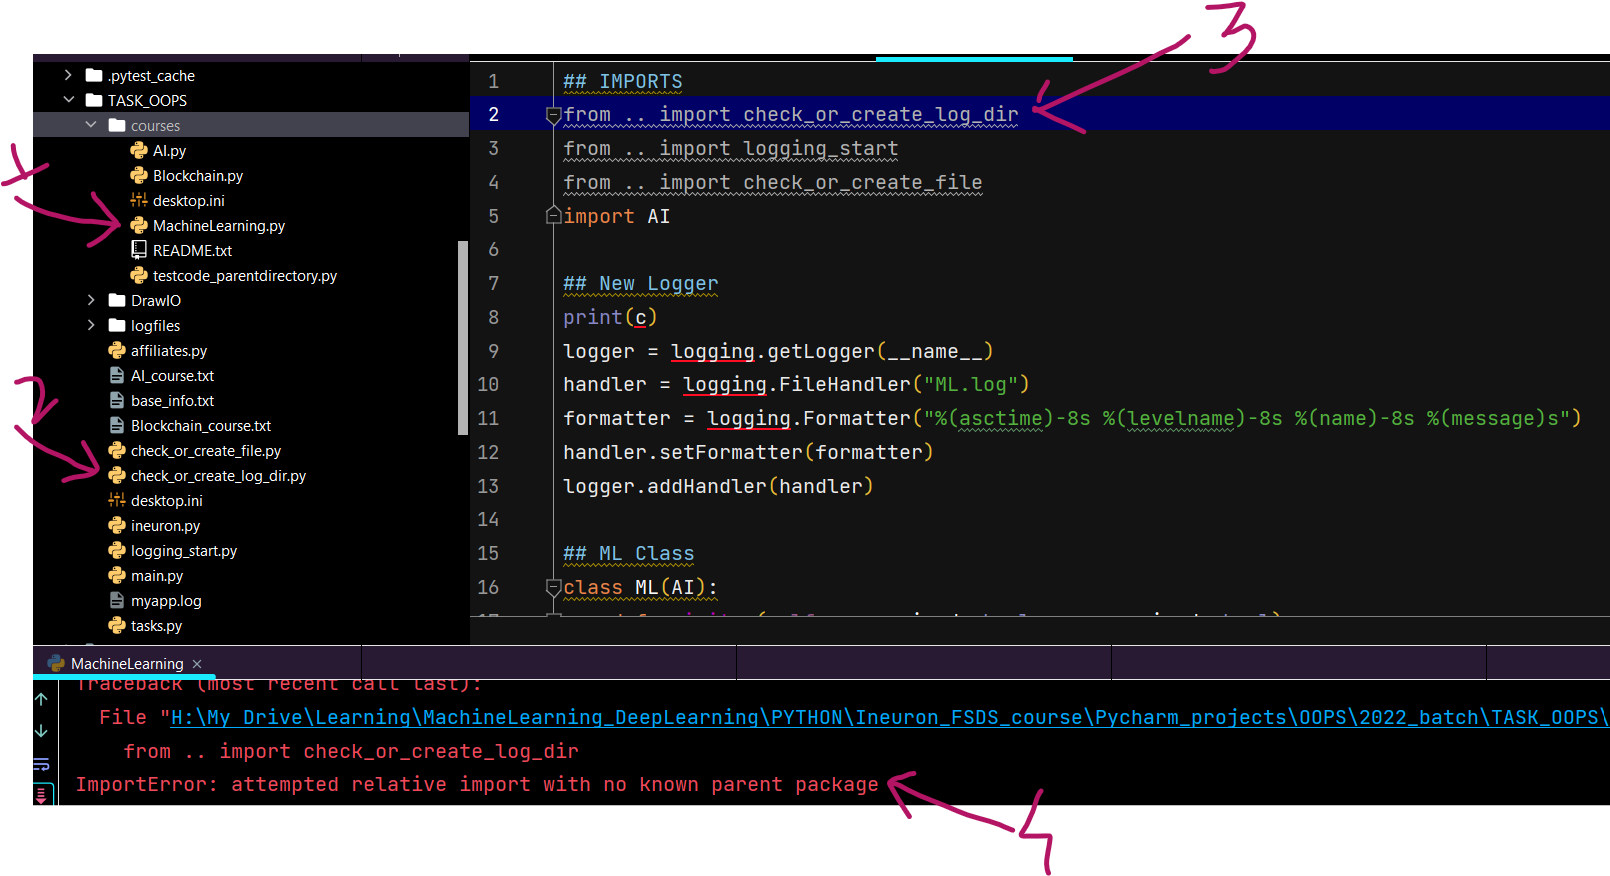 3
.pytest_cache
TASK_OOPS
courses
AI.py
Blockchain.py
desktop.ini
MachineLearning.py
README.txt
testcode_parentdirectory.py
DrawIO
logfiles
affiliates.py
AI_course.txt
base_info.txt
Blockchain_course.txt
check_or_create_file.py
check_or_create_log_dir.py
desktop.ini
ineuron.py
logging_start.py
main.py
myapp.log
tasks.py
1
2
1 ## IMPORTS
2 from .. import check_or_create_log_dir
3 from .. import logging_start
4 from .. import check_or_create_file
5 import AI
6
7 ## New Logger
8 print(c)
9 logger = logging.getLogger(__name__)
10 handler = logging.FileHandler("ML.log")
11 formatter = logging.Formatter("%(asctime)-8s %(levelname)-8s %(name)-8s %(message)s")
12 handler.setFormatter(formatter)
13 logger.addHandler(handler)
14
15 ## ML Class
16 class ML(AI):
MachineLearning ×
Traceback (most recent call last):
File "H:\My Drive\Learning\MachineLearning_DeepLearning\PYTHON\Ineuron_FSDS_course\Pycharm_projects\OOPS\2022_batch\TASK_OOPS\
from .. import check_or_create_log_dir
ImportError: attempted relative import with no known parent package
4